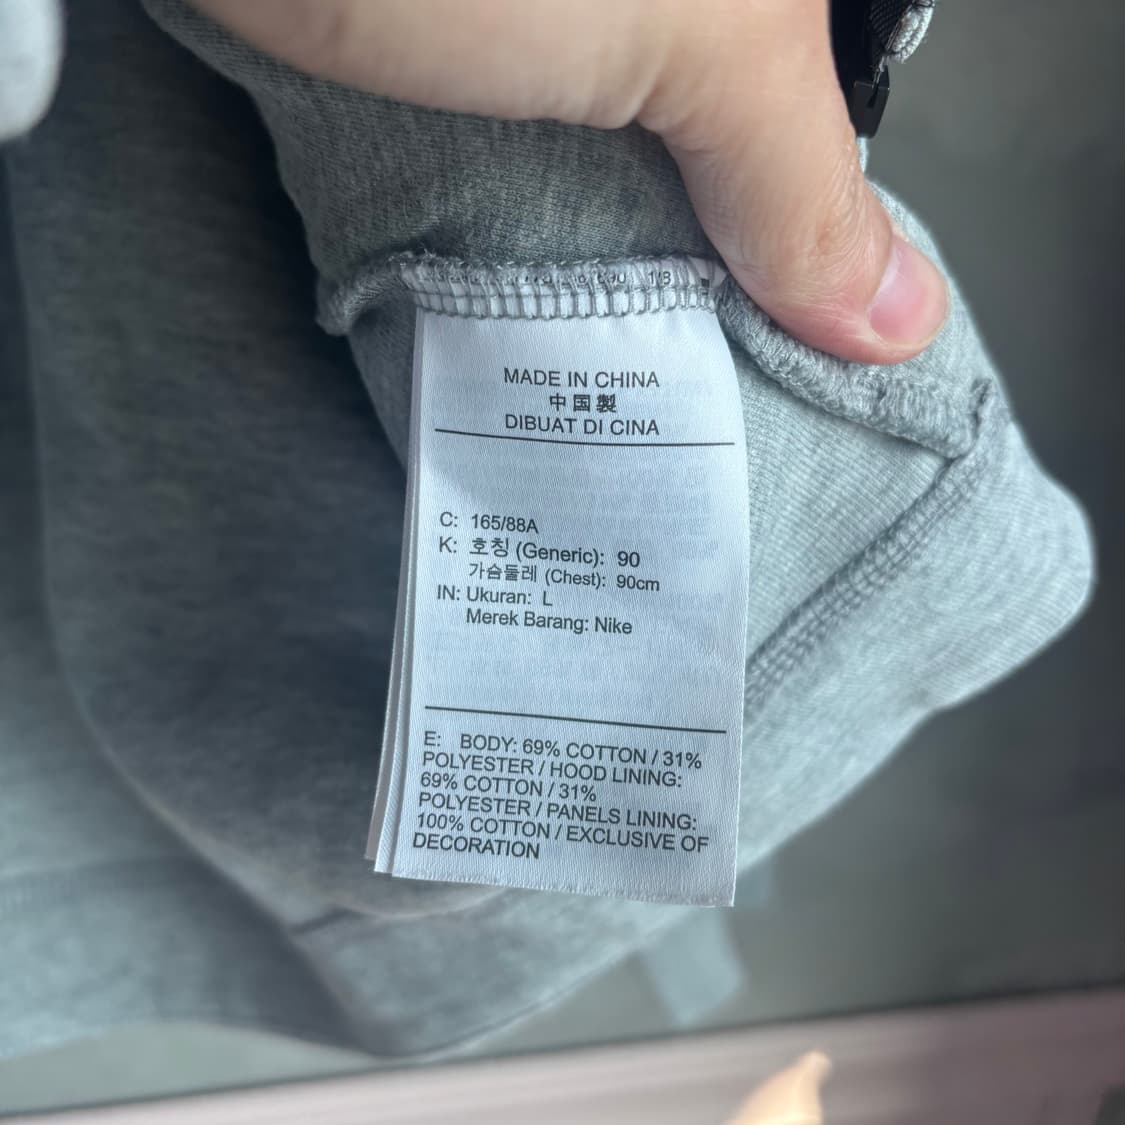 MADE IN CHINA
中国製
DIBUAT DI CINA
C: 165/88A
K: 호칭 (Generic): 90
가슴둘레 (Chest): 90cm
IN: Ukuran: L
Merek Barang: Nike
E: BODY: 69% COTTON / 31%
POLYESTER / HOOD LINING:
69% COTTON / 31%
POLYESTER / PANELS LINING:
100% COTTON / EXCLUSIVE OF
DECORATION